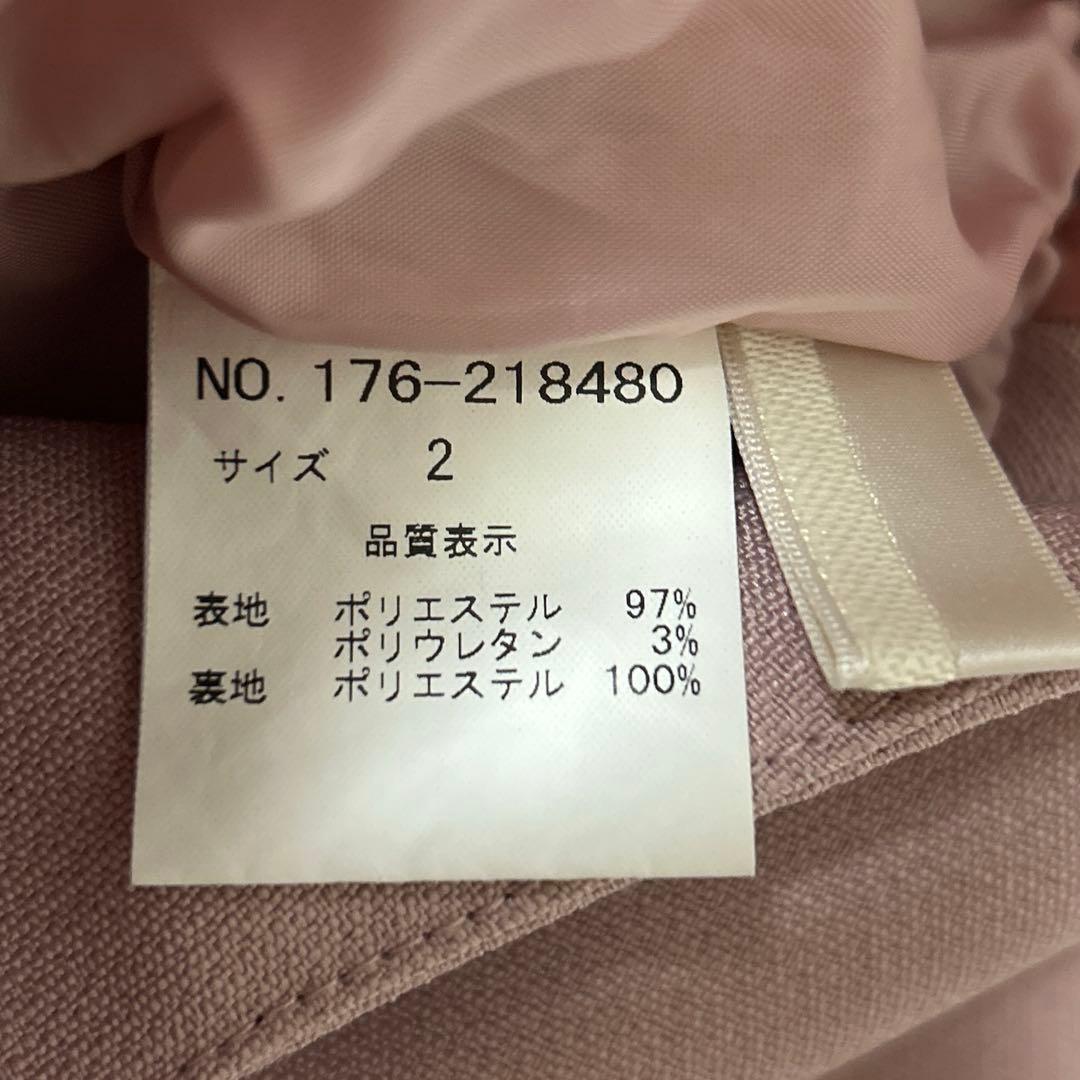 NO. 176-218480
サイズ 2
品質表示
表地 ポリエステル 97%
ポリウレタン 3%
裏地 ポリエステル 100%